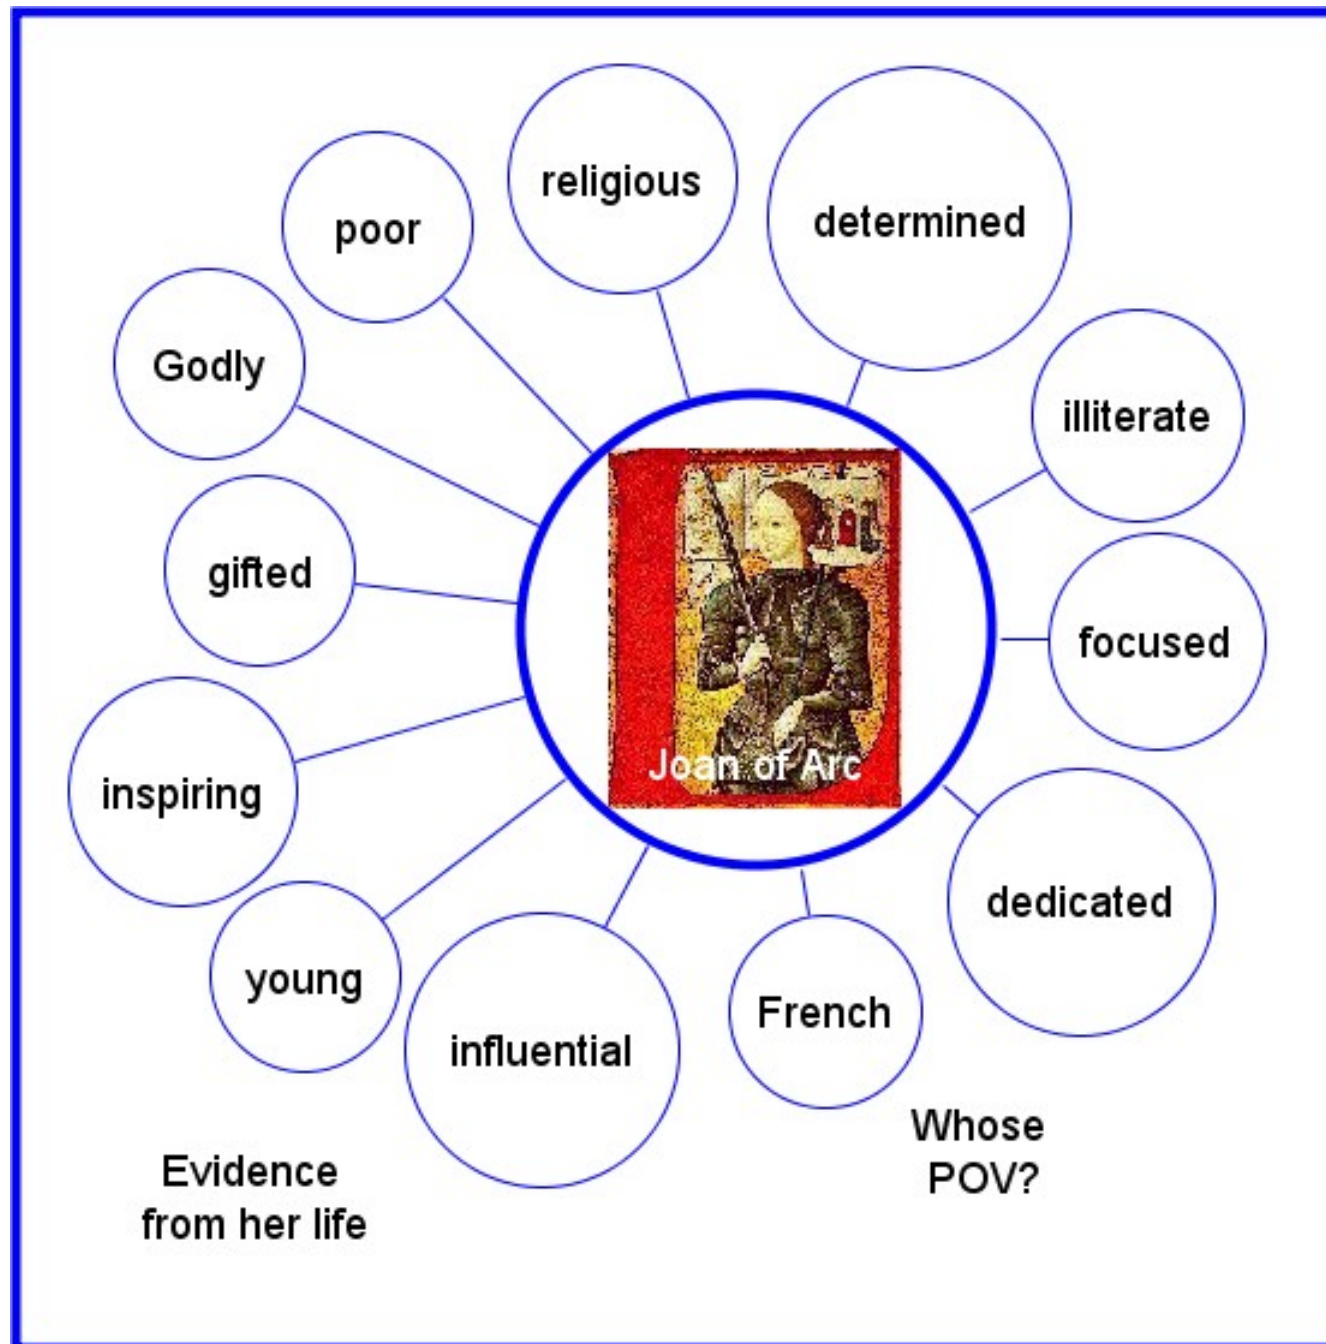 religious
determined
poor
illiterate
Godly
gifted
focused
Joan of Arc
inspiring
dedicated
young
French
influential
Whose
POV?
Evidence
from her life